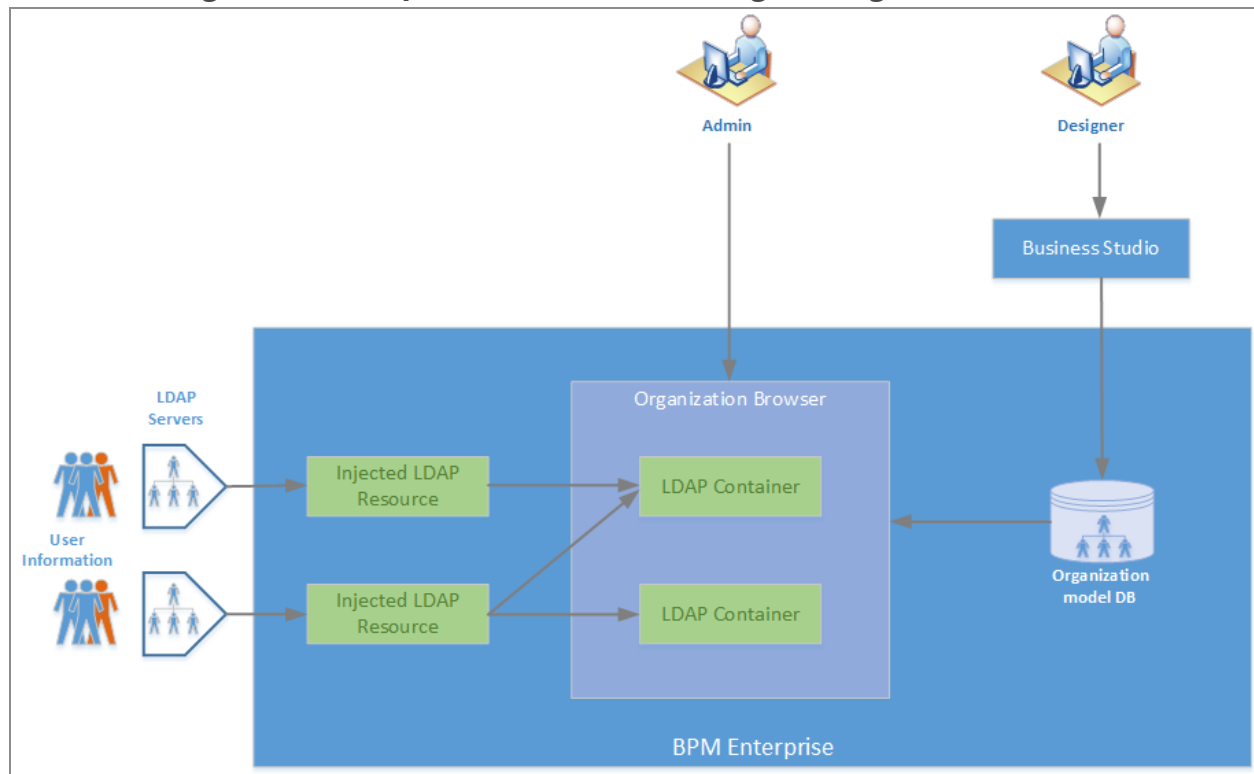 Admin
Designer
Business Studio
LDAP
Servers
Organization Browser
Injected LDAP
Resource
LDAP Container
User
Information
Injected LDAP
Resource
LDAP Container
Organization
model DB
BPM Enterprise